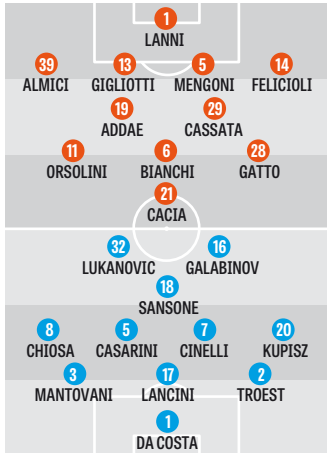 1
LANNI
39 13 5 14
ALMICI GIGLIOTTI MENGONI FELICIOLI
19 29
ADDAE CASSATA
11 6 28
ORSOLINI BIANCHI GATTO
21
CACIA
32 16
LUKANOVIC GALABINOV
18
SANSONE
8 5 7 20
CHIOSA CASARINI CINELLI KUPISZ
3 17 2
MANTOVANI LANCINI TROEST
1
DA COSTA